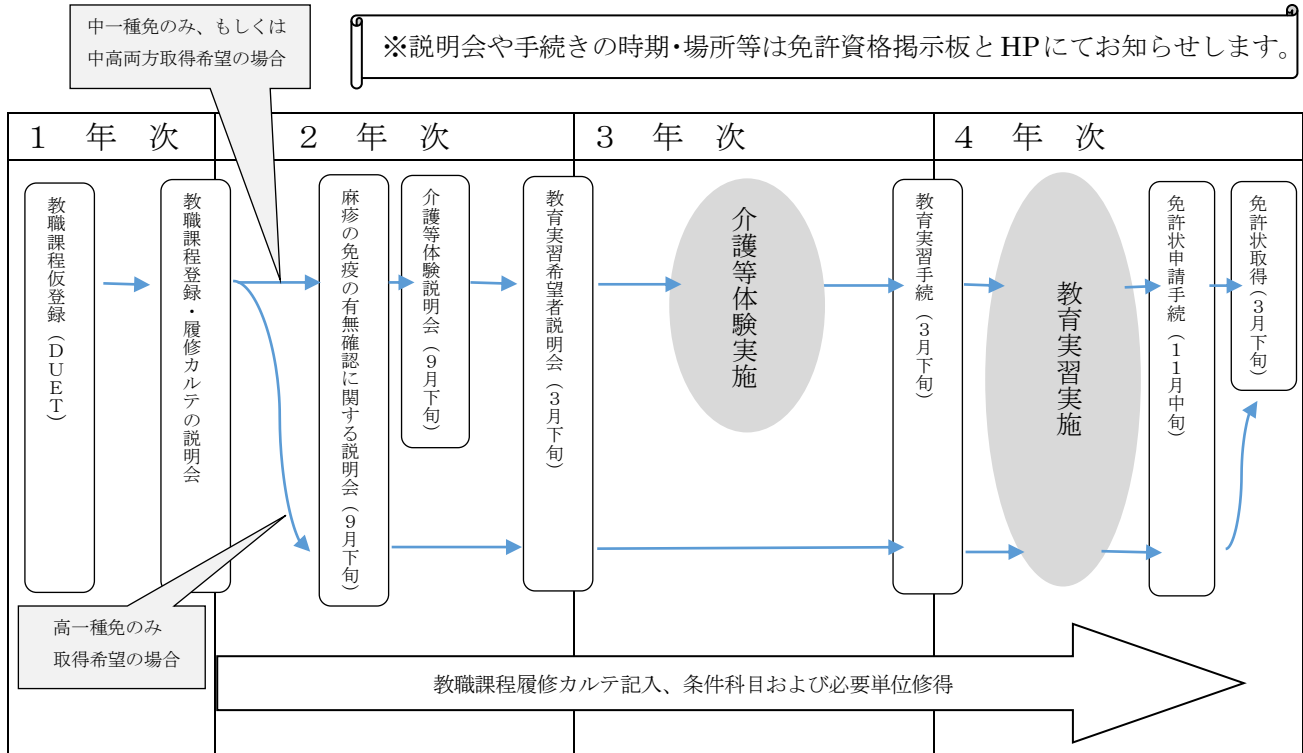 中一種免のみ、もしくは
中高両方取得希望の場合
※説明会や手続きの時期・場所等は免許資格掲示板とHPにてお知らせします。
1 年 次
2 年 次
3 年 次
4 年 次
教職課程仮登録(DUET)
教職課程登録・履修カルテの説明会
麻疹の免疫の有無確認に関する説明会(9月下旬)
介護等体験説明会(9月下旬)
教育実習希望者説明会(3月下旬)
介護等体験実施
教育実習手続(3月下旬)
教育実習実施
免許状申請手続(11月中旬)
免許状取得(3月下旬)
高一種免のみ
取得希望の場合
教職課程履修カルテ記入、条件科目および必要単位修得